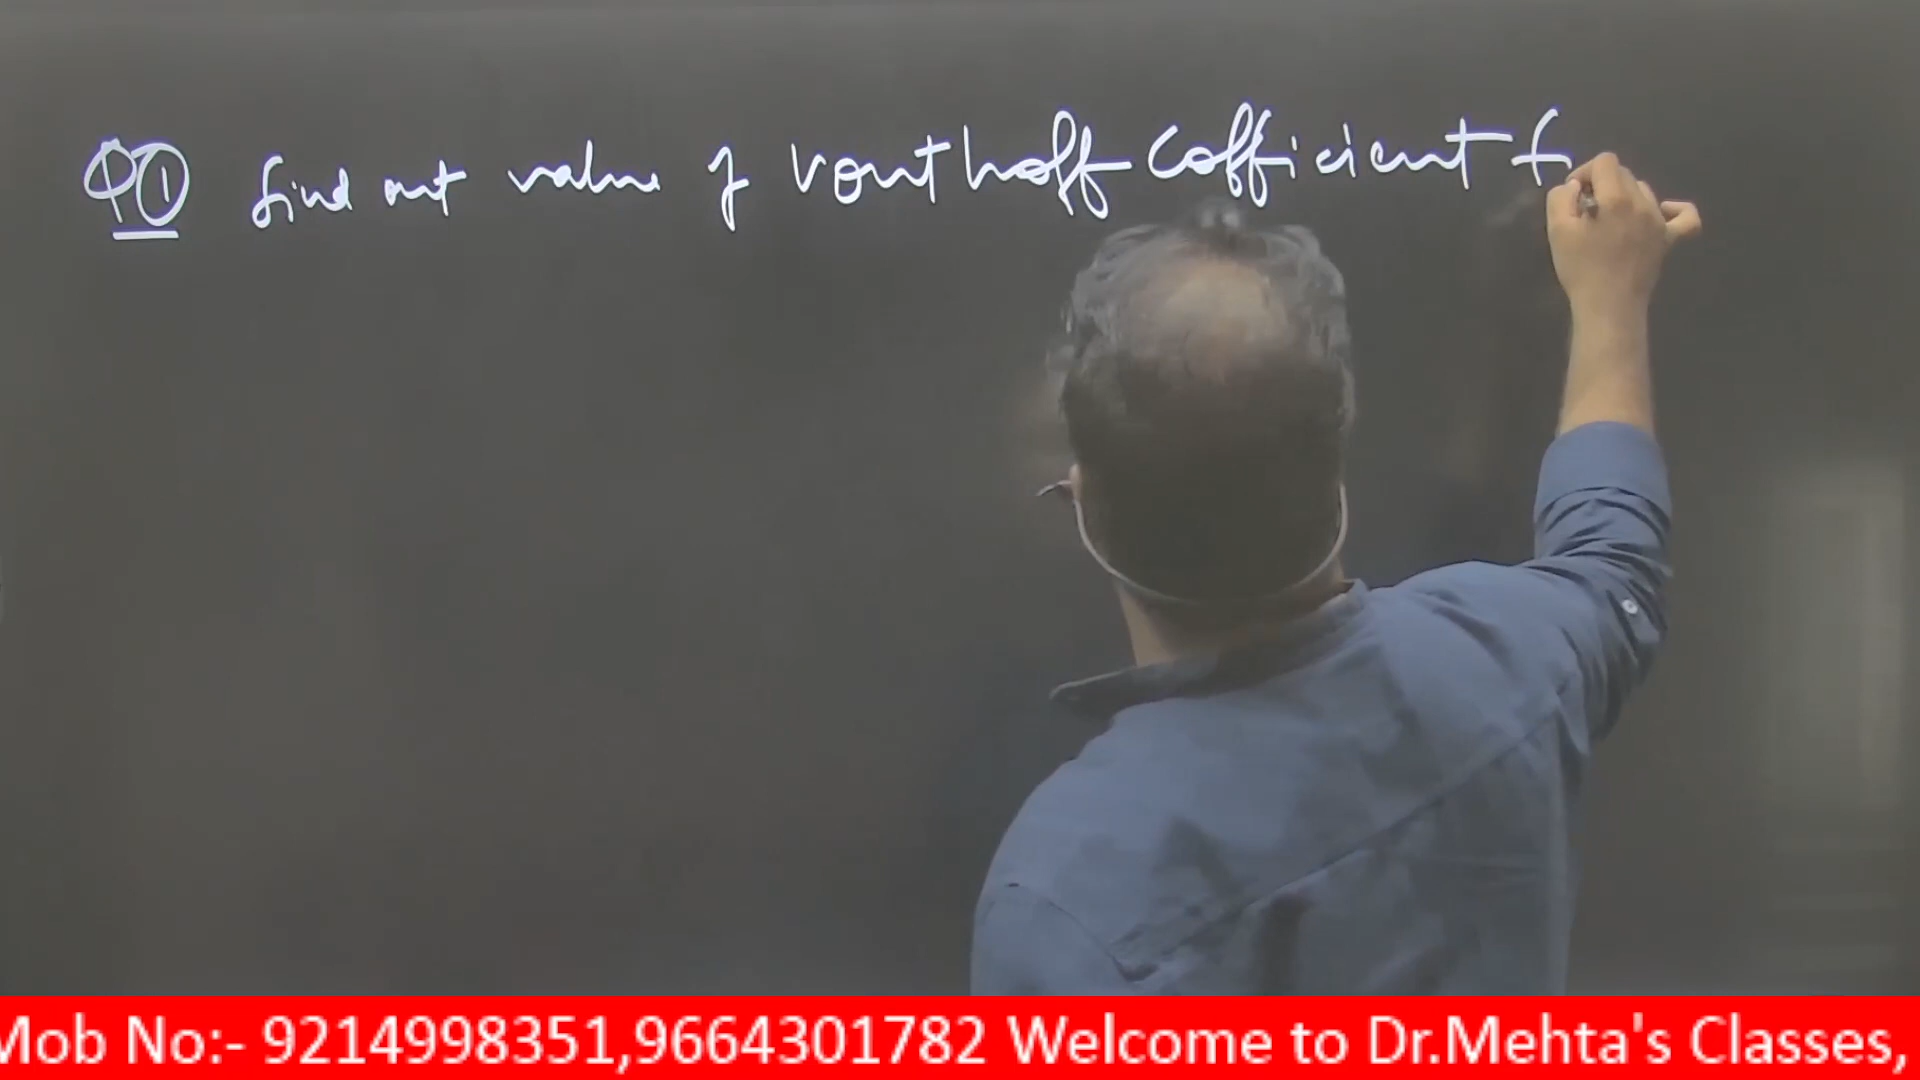 Q① find out value of vant hoff cofficient f
Mob No:- 9214998351,9664301782 Welcome to Dr.Mehta's Classes,